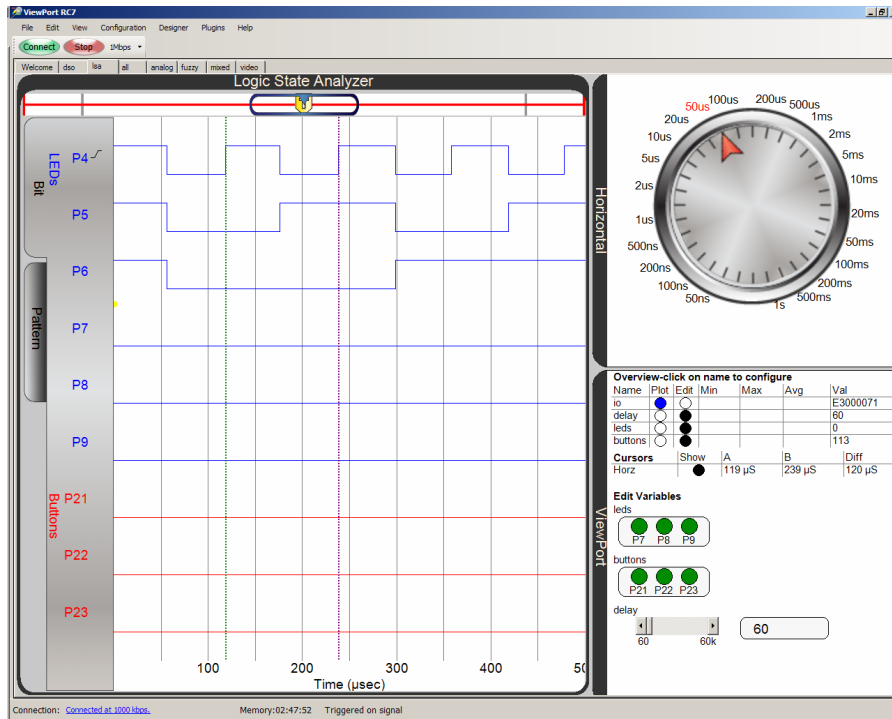 ViewPort RC7
File Edit View Configuration Designer Plugins Help
Connect Stop 1Mbps
Welcome dso lsa all analog fuzzy mixed video
Logic State Analyzer
T
Bit
Pattern
LEDs
Buttons
P4
P5
P6
P7
P8
P9
P21
P22
P23
100 200 300 400 50
Time (µsec)
Horizontal
50ns
100ns
200ns
500ns
1us
2us
5us
10us
20us
50us
100us
200us
500us
1ms
2ms
5ms
10ms
20ms
50ms
100ms
200ms
500ms
1s
ViewPort
Overview-click on name to configure
Name Plot Edit Min Max Avg Val
io E3000071
delay 60
leds 0
buttons 113
Cursors Show A B Diff
Horz 119 µS 239 µS 120 µS
Edit Variables
leds
P7 P8 P9
buttons
P21 P22 P23
delay
60 60k
60
Connection: Connected at 1000 kbps. Memory:02:47:52 Triggered on signal